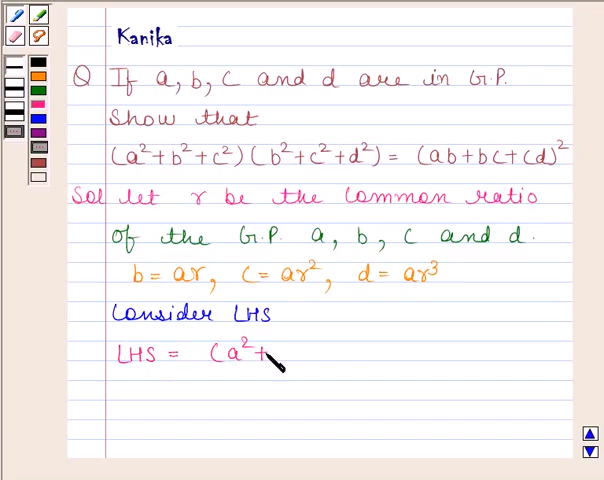 Kanika
Q If a, b, c and d are in G.P.
Show that
(a²+b²+c²)(b²+c²+d²) = (ab+bc+cd)²
Sol let r be the common ratio
of the G.P. a, b, c and d.
b = ar, c = ar², d = ar³
Consider LHS
LHS = (a²+